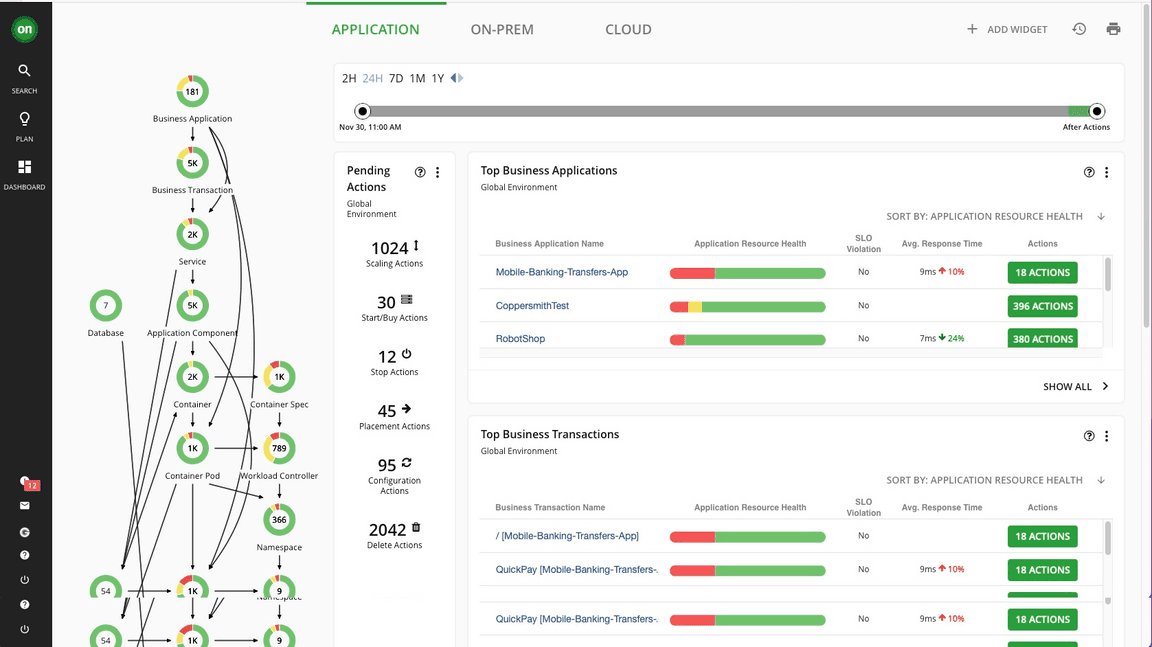 on
SEARCH
PLAN
DASHBOARD
12
APPLICATION
ON-PREM
CLOUD
ADD WIDGET
181
Business Application
5K
Business Transaction
2K
Service
7
Database
5K
Application Component
2K
Container
1K
Container Spec
1K
Container Pod
789
Workload Controller
366
Namespace
54
1K
9
54
1K
9
2H 24H 7D 1M 1Y
Nov 30, 11:00 AM
After Actions
Pending
Actions
Global
Environment
1024
Scaling Actions
30
Start/Buy Actions
12
Stop Actions
45
Placement Actions
95
Configuration
Actions
2042
Delete Actions
Top Business Applications
Global Environment
SORT BY: APPLICATION RESOURCE HEALTH
Business Application Name Application Resource Health SLO Violation Avg. Response Time Actions
Mobile-Banking-Transfers-App No 9ms 10% 18 ACTIONS
CoppersmithTest No 396 ACTIONS
RobotShop No 7ms 24% 380 ACTIONS
SHOW ALL
Top Business Transactions
Global Environment
SORT BY: APPLICATION RESOURCE HEALTH
Business Transaction Name Application Resource Health SLO Violation Avg. Response Time Actions
/ [Mobile-Banking-Transfers-App] No 18 ACTIONS
QuickPay [Mobile-Banking-Transfers-. No 9ms 10% 18 ACTIONS
QuickPay [Mobile-Banking-Transfers-. No 9ms 10% 18 ACTIONS